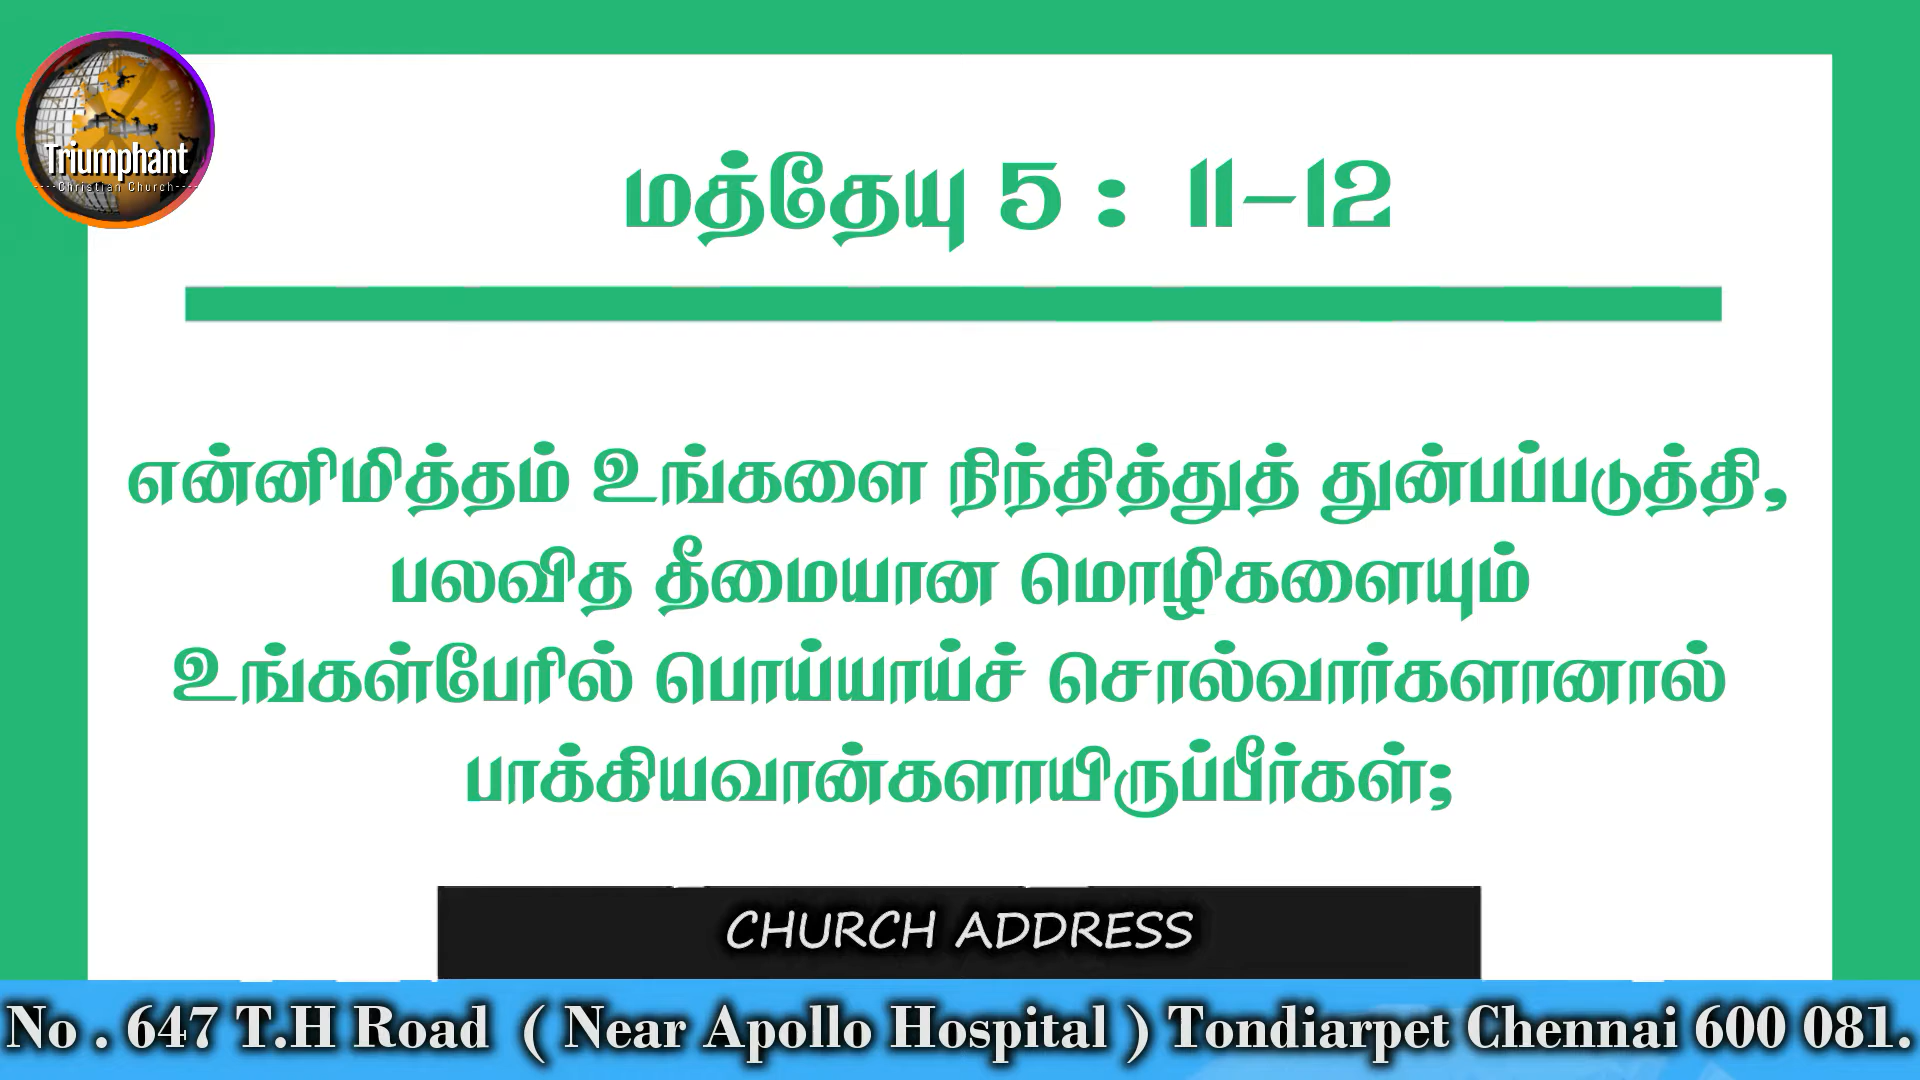 Triumphant
----Christian Church----
மத்தேயு 5 : 11-12
என்னிமித்தம் உங்களை நிந்தித்துத் துன்பப்படுத்தி,
பலவித தீமையான மொழிகளையும்
உங்கள்பேரில் பொய்யாய்ச் சொல்வார்களானால்
பாக்கியவான்களாயிருப்பீர்கள்;
CHURCH ADDRESS
No . 647 T.H Road ( Near Apollo Hospital ) Tondiarpet Chennai 600 081.